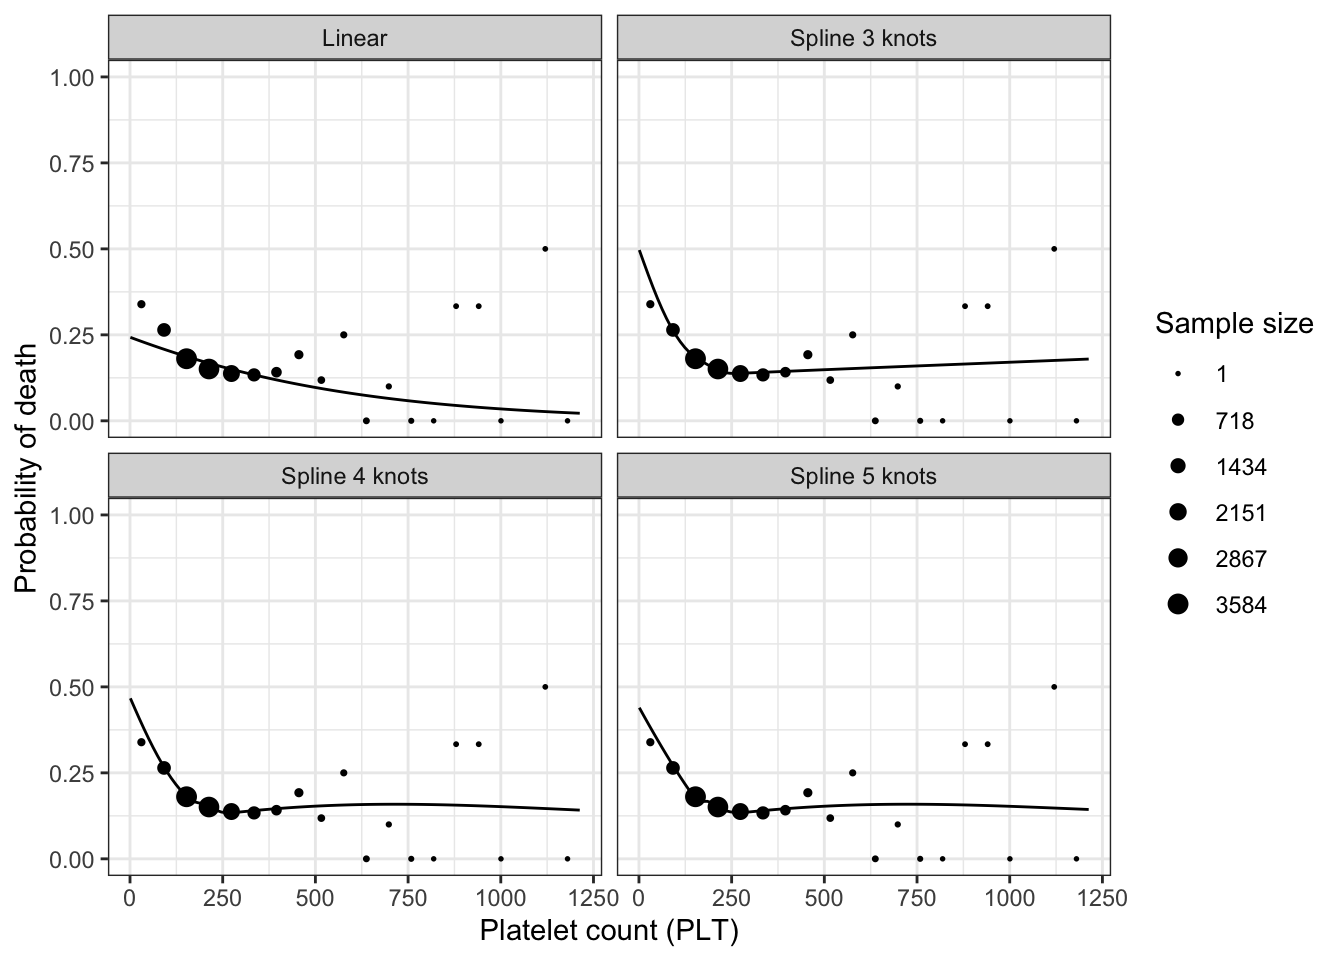 Linear
Spline 3 knots
1.00
0.75
0.50
0.25
0.00
Spline 4 knots
Spline 5 knots
1.00
0.75
0.50
0.25
0.00
0 250 500 750 1000 1250
0 250 500 750 1000 1250
Platelet count (PLT)
Probability of death
Sample size
1
718
1434
2151
2867
3584